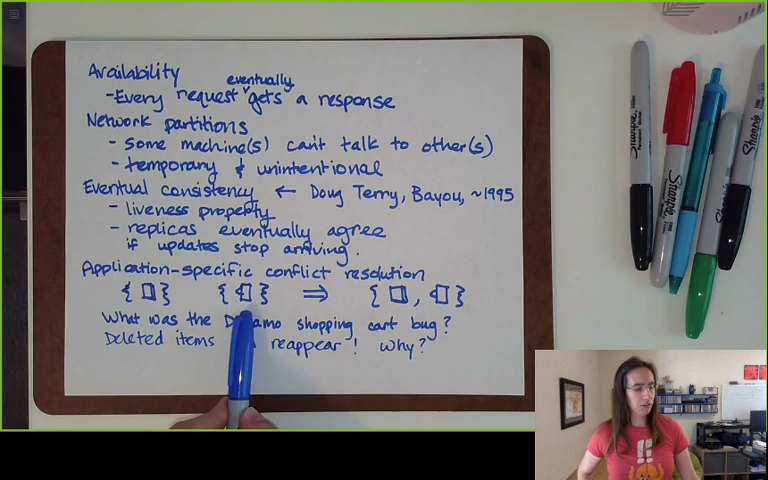 Availability
eventually
- Every request gets a response
Network partitions
- some machine(s) can't talk to other(s)
- temporary & unintentional
Eventual consistency ← Doug Terry, Bayou, ~1995
- liveness property
- replicas eventually agree
if updates stop arriving.
Application-specific conflict resolution
{ } { } ⇒ { , }
What was the amo shopping cart bug?
Deleted items reappear! Why?
Sharpie
Sharpie
Sharpie